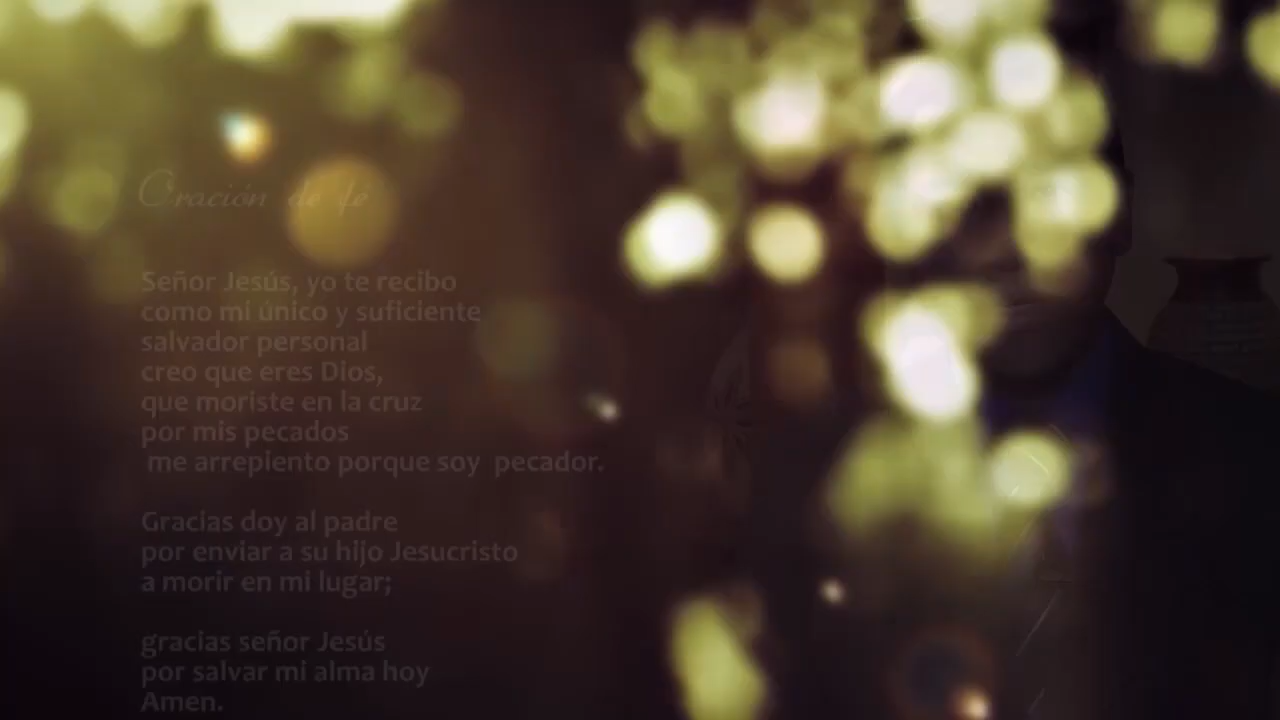 Oración de fe
Señor Jesús, yo te recibo
como mi único y suficiente
salvador personal
creo que eres Dios,
que moriste en la cruz
por mis pecados
me arrepiento porque soy pecador.
Gracias doy al padre
por enviar a su hijo Jesucristo
a morir en mi lugar;
gracias señor Jesús
por salvar mi alma hoy
Amen.